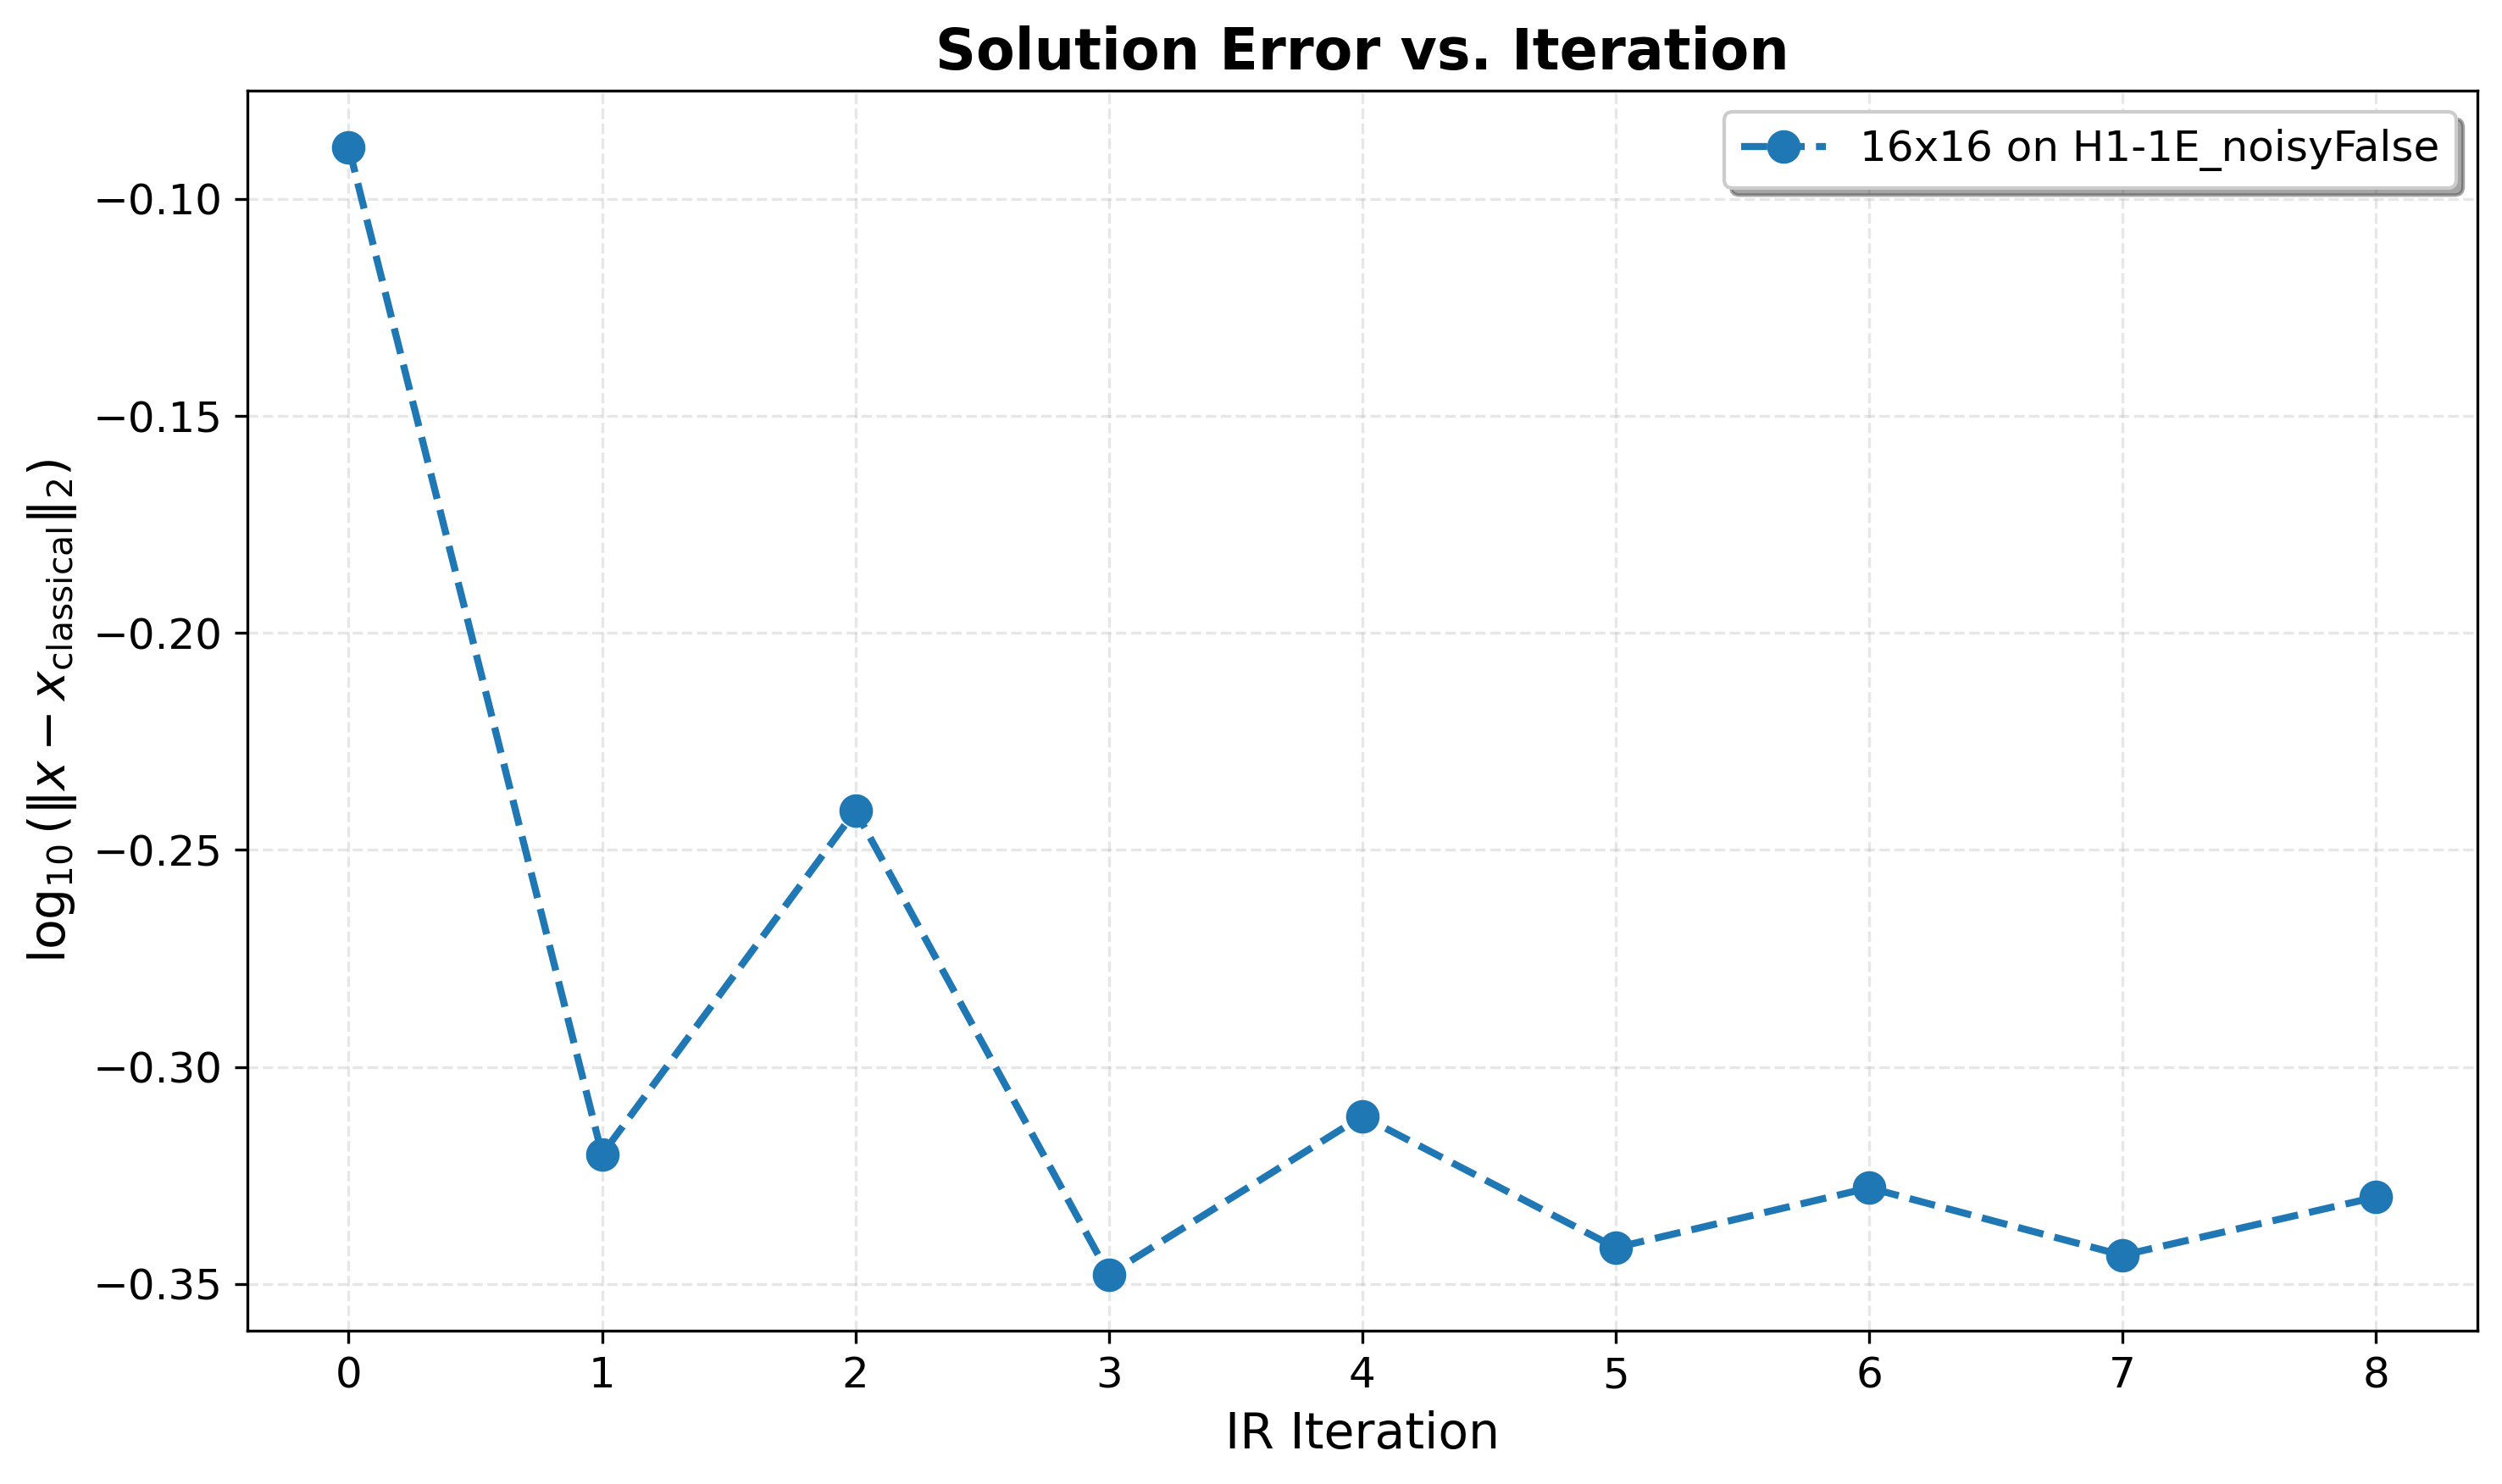 Solution Error vs. Iteration
16x16 on H1-1E_noisyFalse
log₁₀ (‖x − x_classical‖₂)
−0.10
−0.15
−0.20
−0.25
−0.30
−0.35
0 1 2 3 4 5 6 7 8
IR Iteration